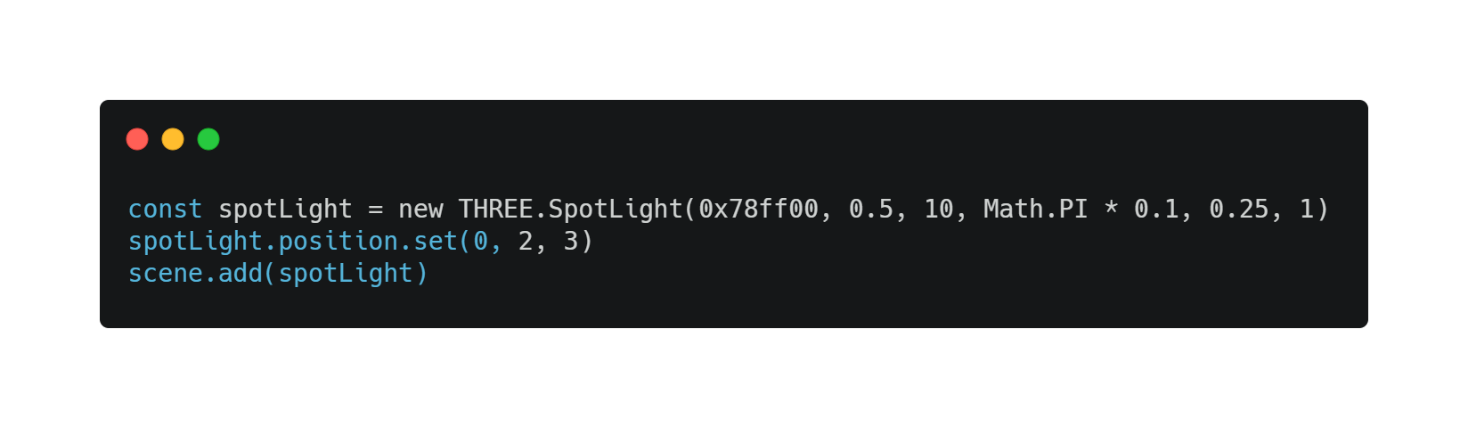 const spotLight = new THREE.SpotLight(0x78ff00, 0.5, 10, Math.PI * 0.1, 0.25, 1)
spotLight.position.set(0, 2, 3)
scene.add(spotLight)